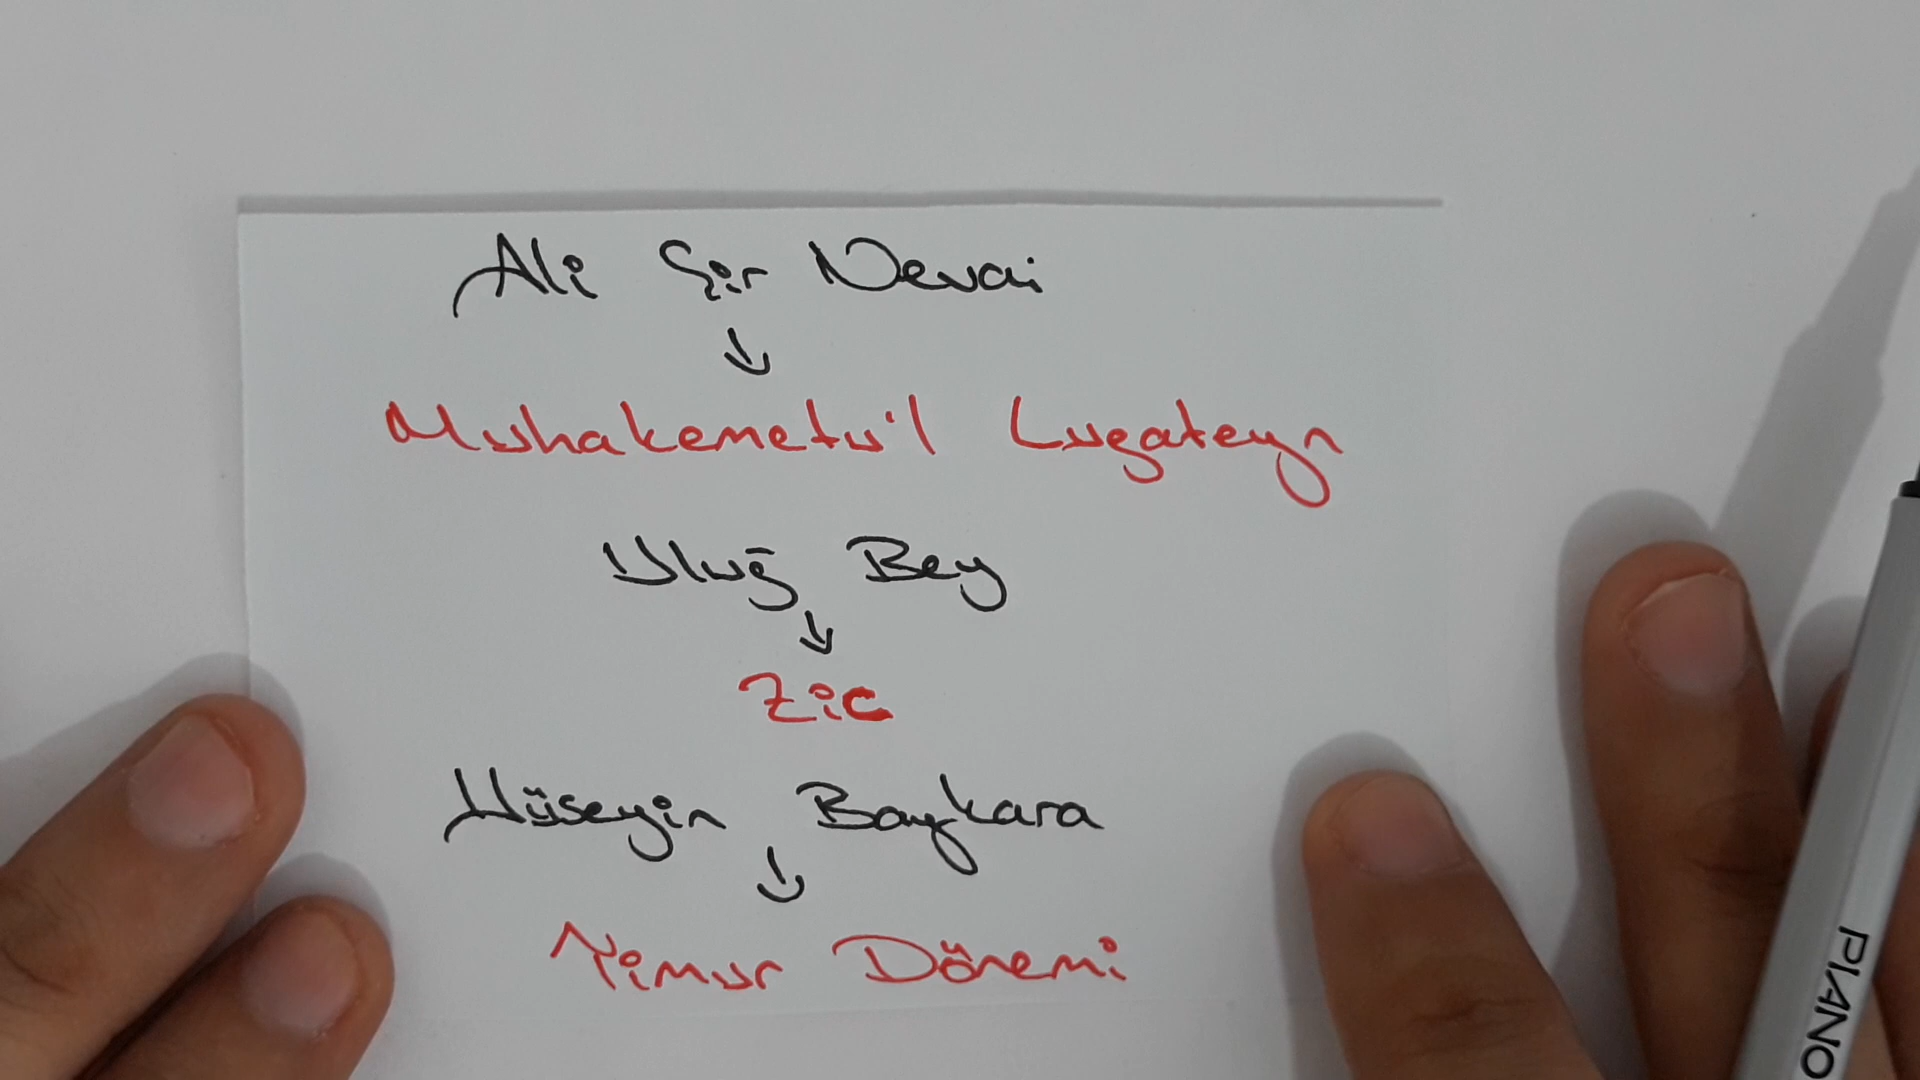 Ali Şir Nevai
↓
Muhakemetu'l Lugateyn
Uluğ Bey
↓
Zic
Hüseyin Baykara
↓
Timur Dönemi
PIANO